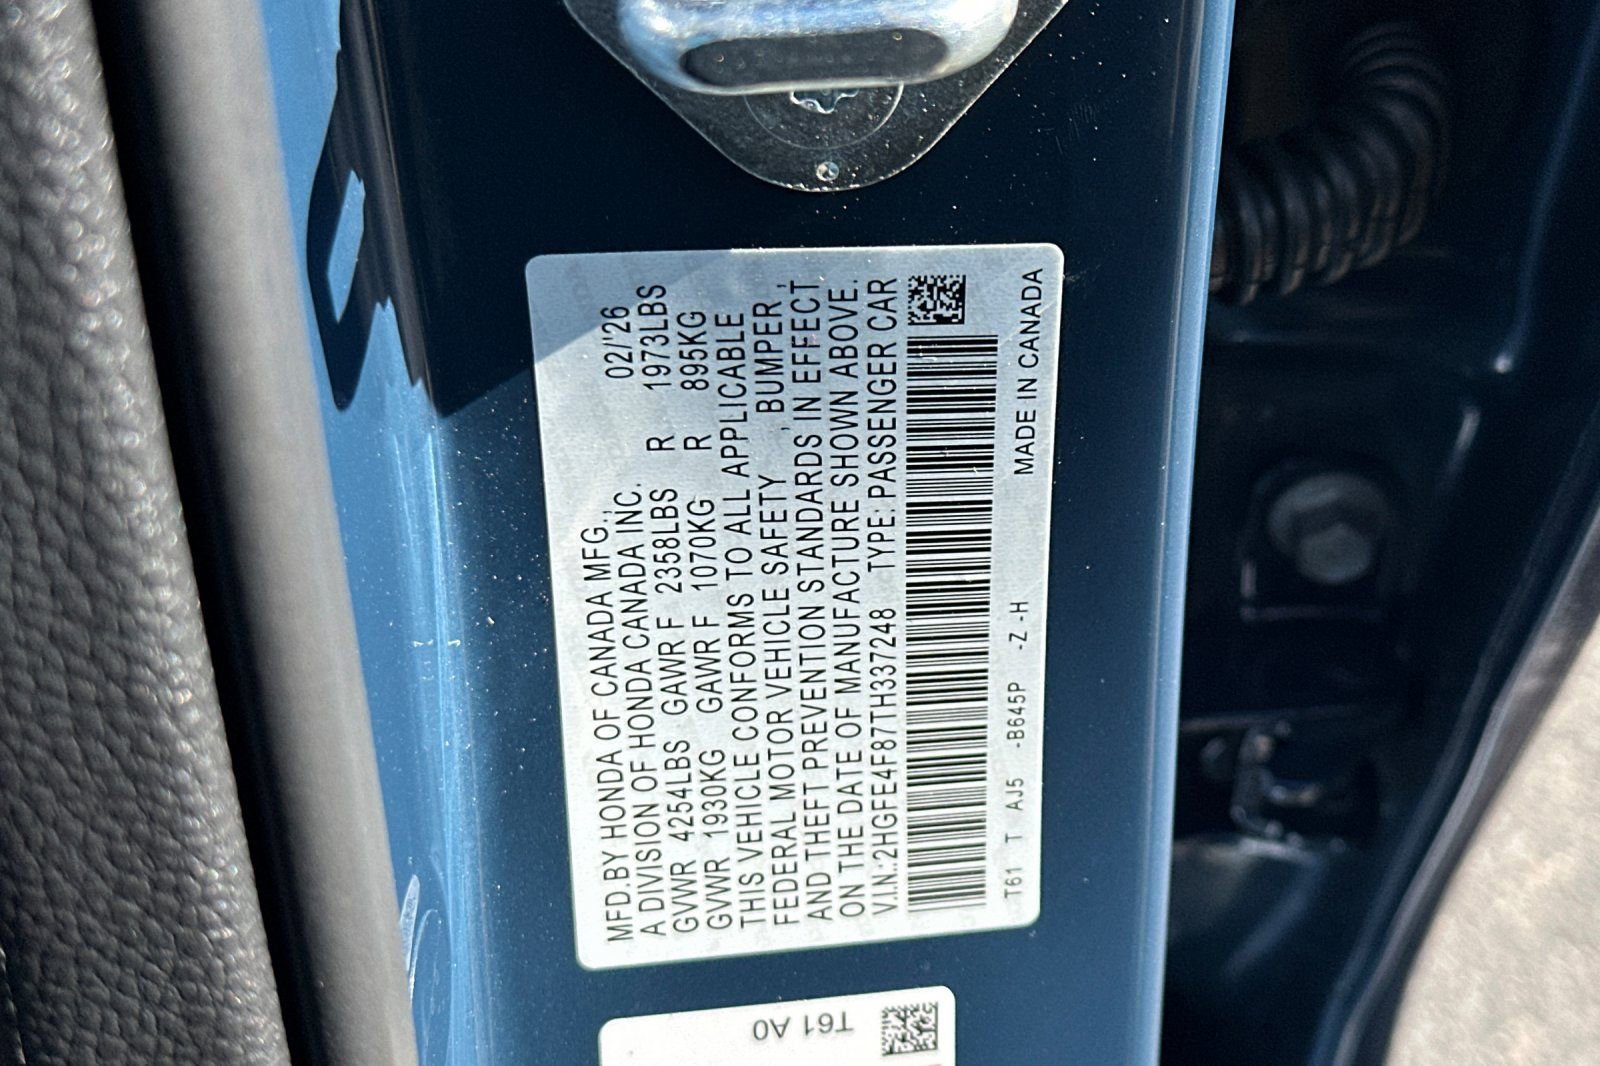 MFD.BY HONDA OF CANADA MFG., 02/'26
A DIVISION OF HONDA CANADA INC.
GVWR 4254LBS GAWR F 2358LBS R 1973LBS
GVWR 1930KG GAWR F 1070KG R 895KG
THIS VEHICLE CONFORMS TO ALL APPLICABLE
FEDERAL MOTOR VEHICLE SAFETY , BUMPER ,
AND THEFT PREVENTION STANDARDS IN EFFECT
ON THE DATE OF MANUFACTURE SHOWN ABOVE.
V.I.N.:2HGFE4F87TH337248 TYPE:PASSENGER CAR
T61 T AJ5 -B645P -Z-H MADE IN CANADA
T61 A0